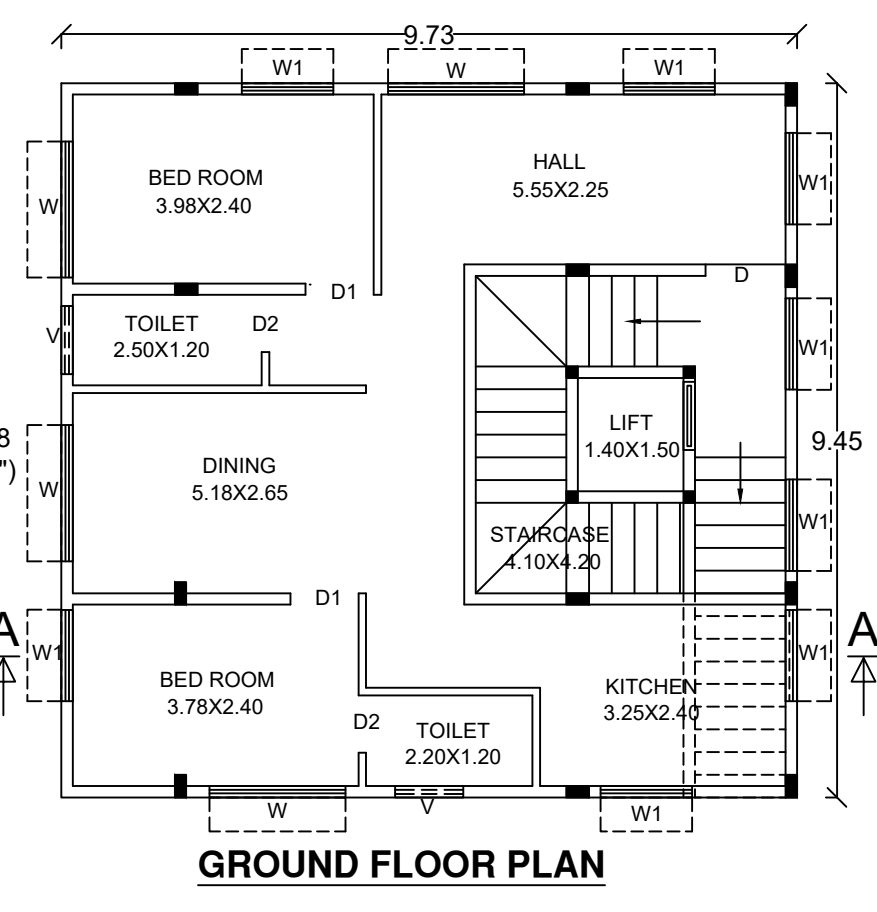 9.73
W1
W
W1
BED ROOM
3.98X2.40
HALL
5.55X2.25
W1
W
D
D1
TOILET
2.50X1.20
D2
V
W1
LIFT
1.40X1.50
9.45
8
")
W
DINING
5.18X2.65
W1
STAIRCASE
4.10X4.20
D1
A
W1
W1
A
BED ROOM
3.78X2.40
KITCHEN
3.25X2.40
D2
TOILET
2.20X1.20
W
V
W1
GROUND FLOOR PLAN